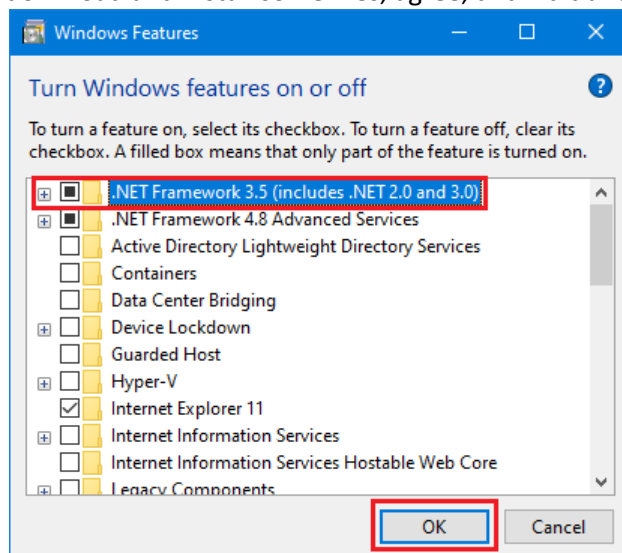 Windows Features
Turn Windows features on or off
To turn a feature on, select its checkbox. To turn a feature off, clear its
checkbox. A filled box means that only part of the feature is turned on.
.NET Framework 3.5 (includes .NET 2.0 and 3.0)
.NET Framework 4.8 Advanced Services
Active Directory Lightweight Directory Services
Containers
Data Center Bridging
Device Lockdown
Guarded Host
Hyper-V
Internet Explorer 11
Internet Information Services
Internet Information Services Hostable Web Core
Legacy Components
OK Cancel